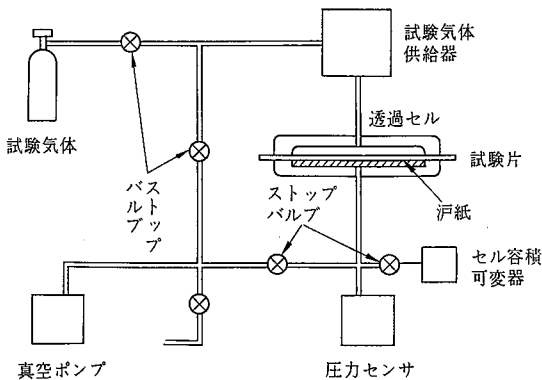 試験気体
供給器
透過セル
試験気体
試験片
ストップ
バルブ
ストップ
バルブ
沪紙
セル容積
可変器
真空ポンプ
圧力センサ